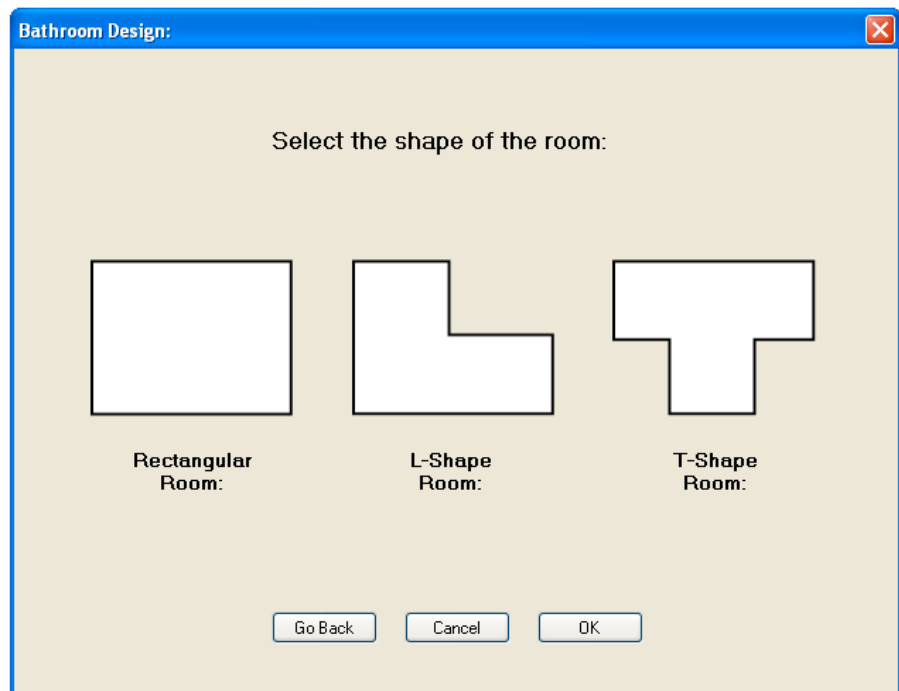 Bathroom Design:
Select the shape of the room:
Rectangular
Room:
L-Shape
Room:
T-Shape
Room:
Go Back
Cancel
OK